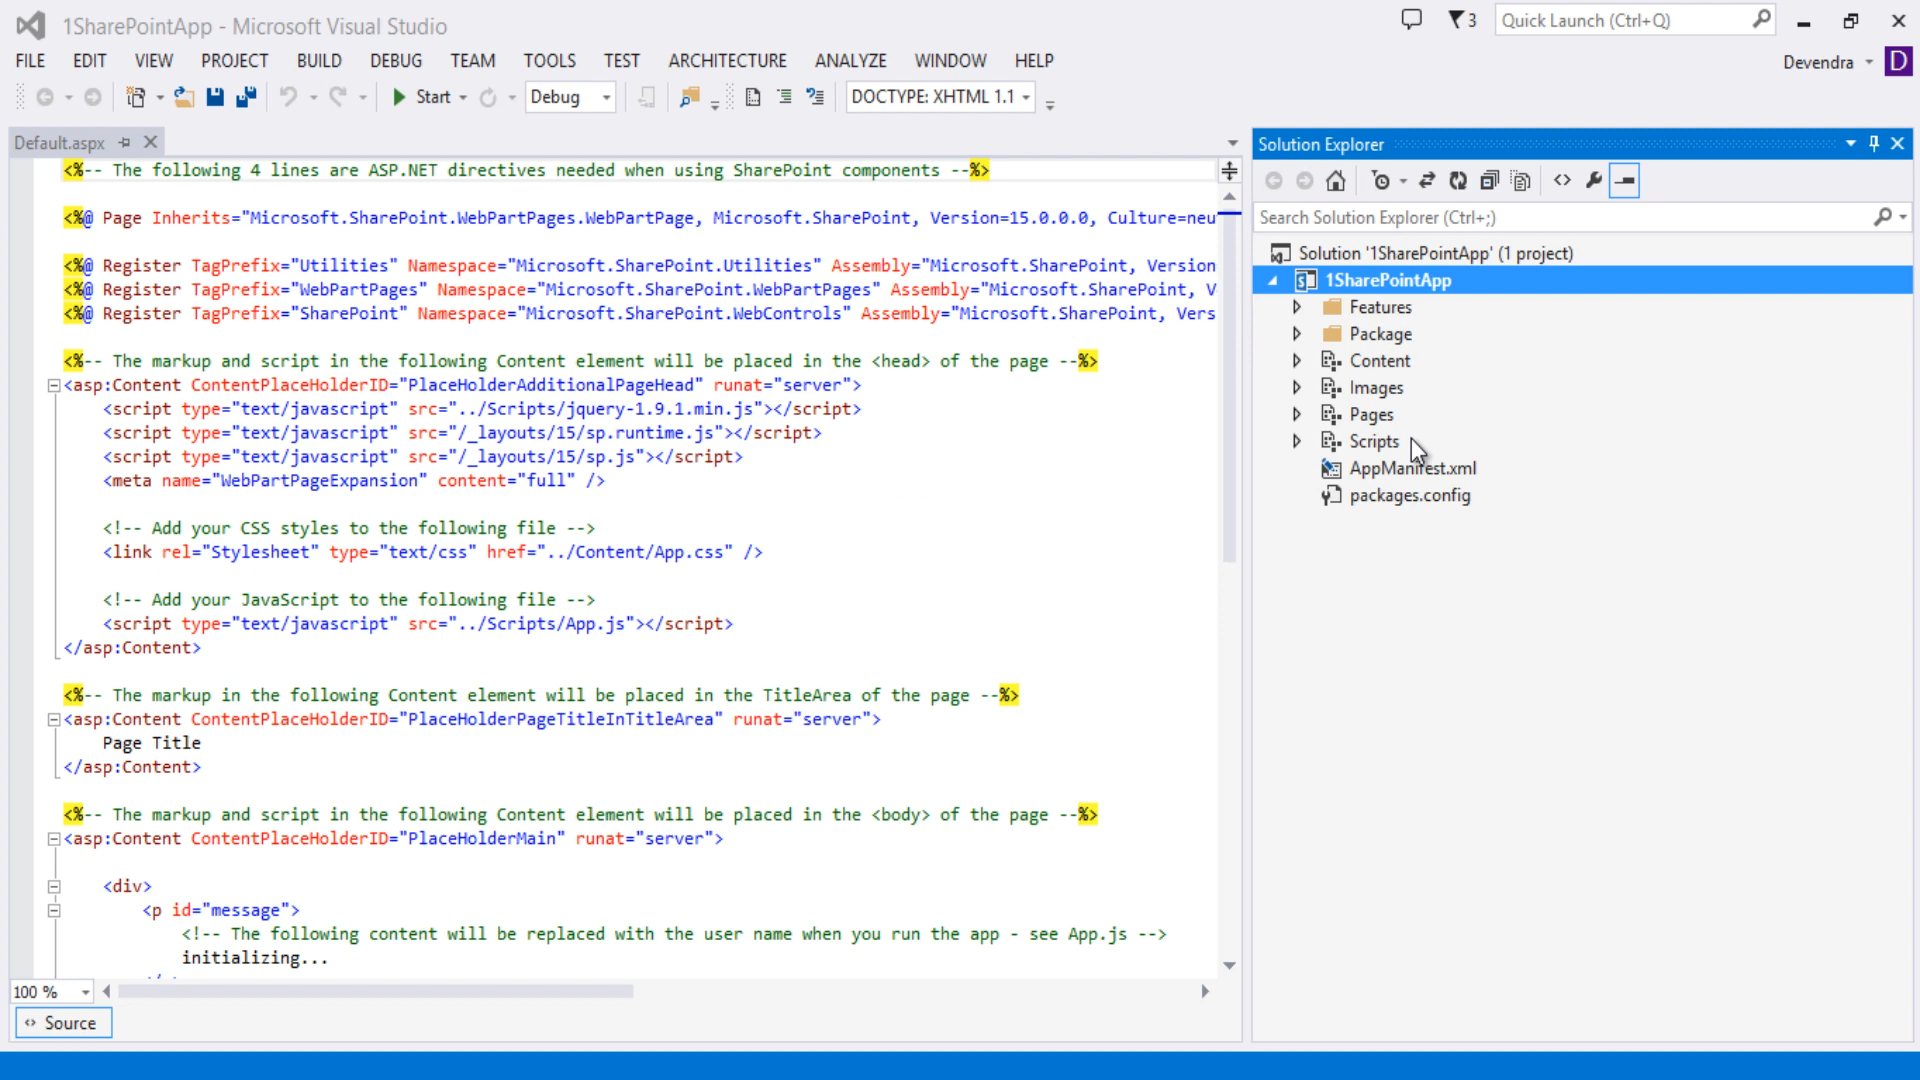 1SharePointApp - Microsoft Visual Studio
3
Quick Launch (Ctrl+Q)
FILE EDIT VIEW PROJECT BUILD DEBUG TEAM TOOLS TEST ARCHITECTURE ANALYZE WINDOW HELP
Devendra D
Start Debug DOCTYPE: XHTML 1.1
Default.aspx
<%-- The following 4 lines are ASP.NET directives needed when using SharePoint components --%>
<%@ Page Inherits="Microsoft.SharePoint.WebPartPages.WebPartPage, Microsoft.SharePoint, Version=15.0.0.0, Culture=neu
<%@ Register TagPrefix="Utilities" Namespace="Microsoft.SharePoint.Utilities" Assembly="Microsoft.SharePoint, Version
<%@ Register TagPrefix="WebPartPages" Namespace="Microsoft.SharePoint.WebPartPages" Assembly="Microsoft.SharePoint, V
<%@ Register TagPrefix="SharePoint" Namespace="Microsoft.SharePoint.WebControls" Assembly="Microsoft.SharePoint, Vers
<%-- The markup and script in the following Content element will be placed in the <head> of the page --%>
<asp:Content ContentPlaceHolderID="PlaceHolderAdditionalPageHead" runat="server">
<script type="text/javascript" src="../Scripts/jquery-1.9.1.min.js"></script>
<script type="text/javascript" src="/_layouts/15/sp.runtime.js"></script>
<script type="text/javascript" src="/_layouts/15/sp.js"></script>
<meta name="WebPartPageExpansion" content="full" />
<!-- Add your CSS styles to the following file -->
<link rel="Stylesheet" type="text/css" href="../Content/App.css" />
<!-- Add your JavaScript to the following file -->
<script type="text/javascript" src="../Scripts/App.js"></script>
</asp:Content>
<%-- The markup in the following Content element will be placed in the TitleArea of the page --%>
<asp:Content ContentPlaceHolderID="PlaceHolderPageTitleInTitleArea" runat="server">
Page Title
</asp:Content>
<%-- The markup and script in the following Content element will be placed in the <body> of the page --%>
<asp:Content ContentPlaceHolderID="PlaceHolderMain" runat="server">
<div>
<p id="message">
<!-- The following content will be replaced with the user name when you run the app - see App.js -->
initializing...
100 %
Source
Solution Explorer
Search Solution Explorer (Ctrl+;)
Solution '1SharePointApp' (1 project)
1SharePointApp
Features
Package
Content
Images
Pages
Scripts
AppManifest.xml
packages.config